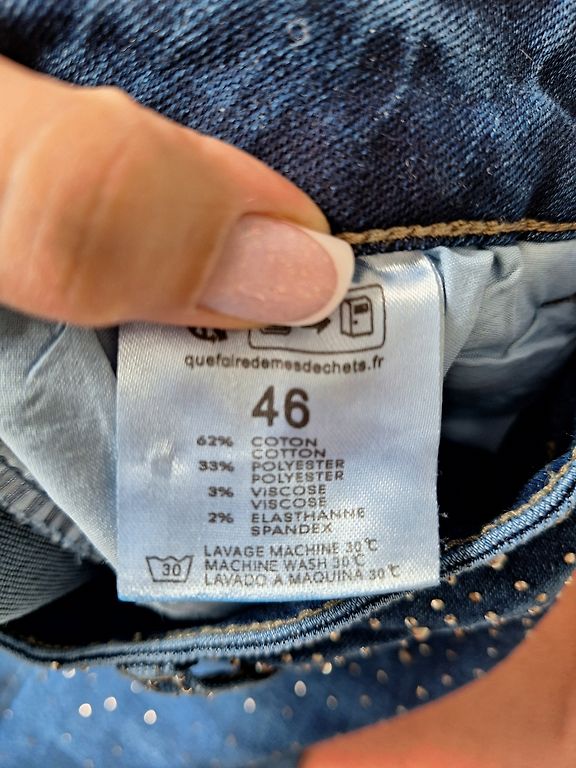 quefairedemesdechets.fr
46
62% COTON
COTTON
33% POLYESTER
POLYESTER
3% VISCOSE
VISCOSE
2% ELASTHANNE
SPANDEX
30 LAVAGE MACHINE 30°C
MACHINE WASH 30°C
LAVADO A MAQUINA 30°C